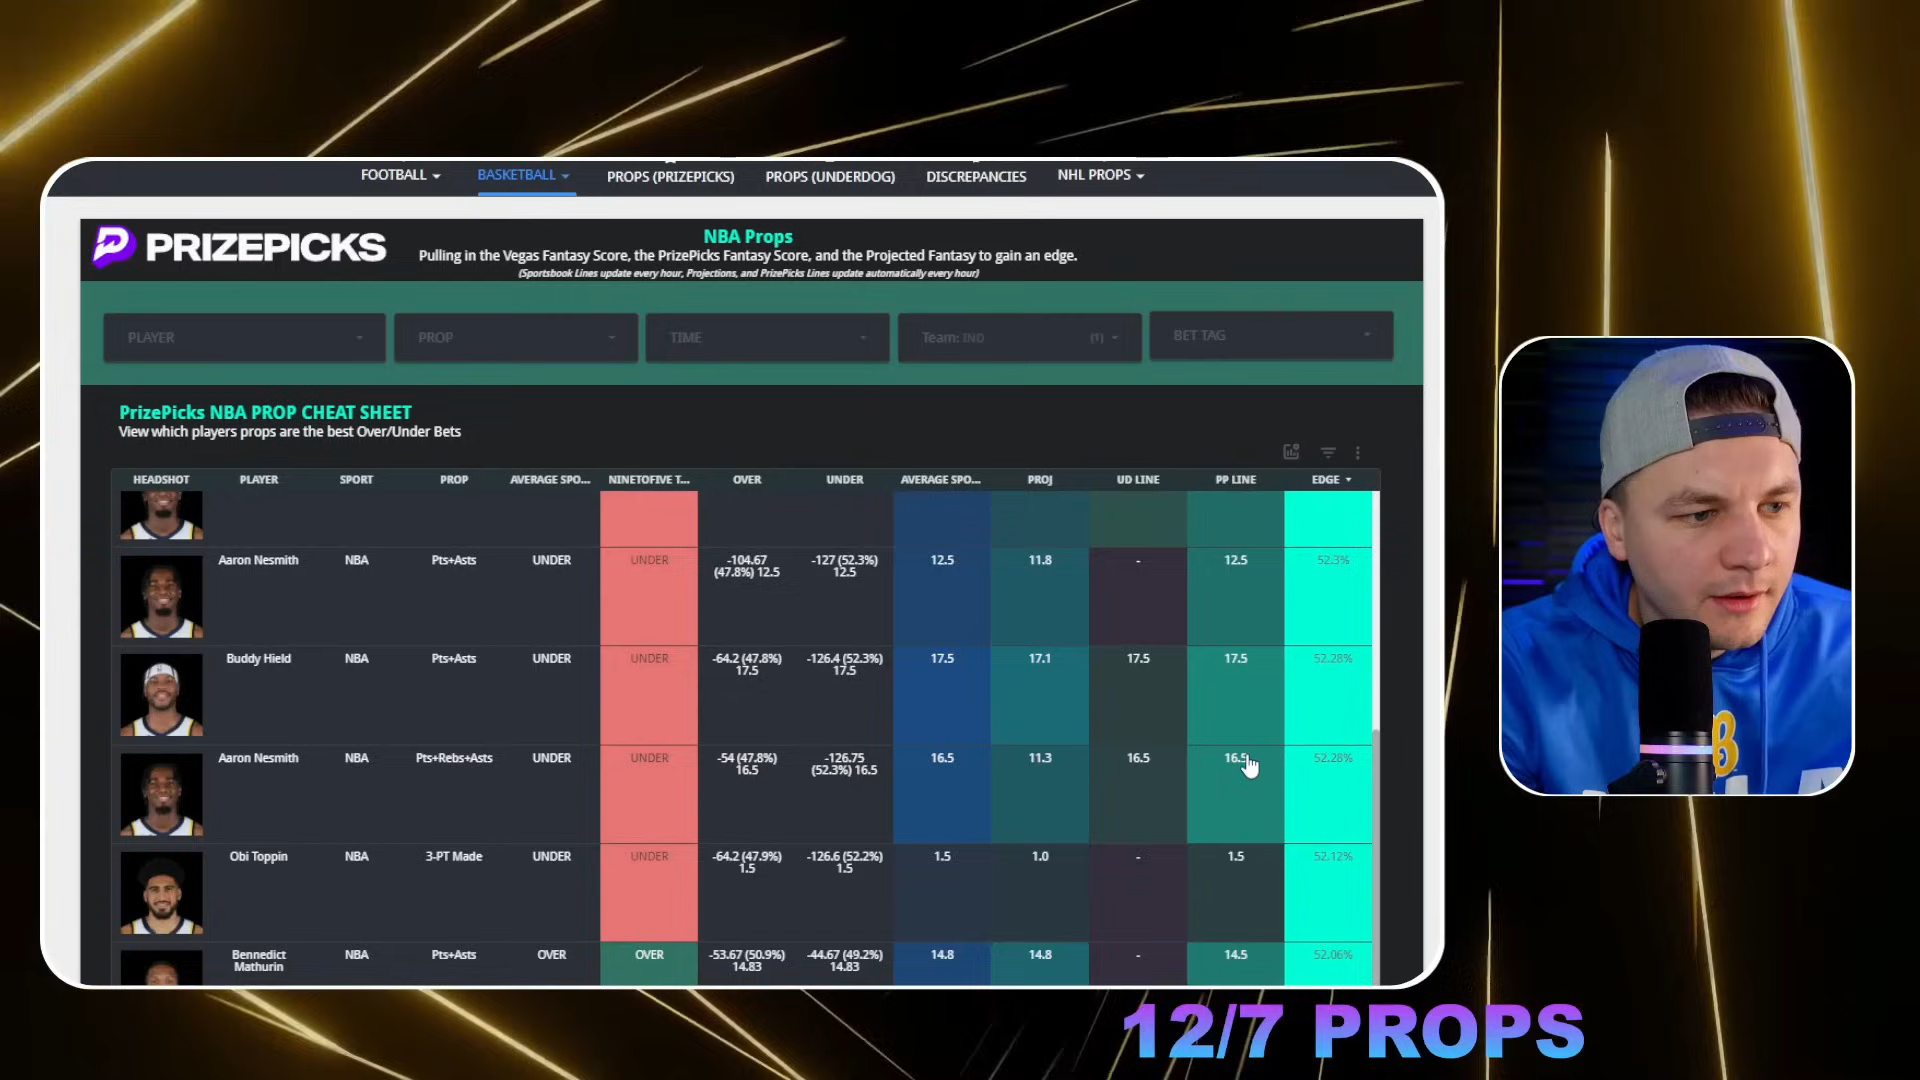 FOOTBALL
BASKETBALL
PROPS (PRIZEPICKS)
PROPS (UNDERDOG)
DISCREPANCIES
NHL PROPS
PRIZEPICKS
NBA Props
Pulling in the Vegas Fantasy Score, the PrizePicks Fantasy Score, and the Projected Fantasy to gain an edge.
(Sportsbook Lines update every hour, Projections, and PrizePicks Lines update automatically every hour)
PLAYER
PROP
TIME
Team: IND (1)
BET TAG
PrizePicks NBA PROP CHEAT SHEET
View which players props are the best Over/Under Bets
HEADSHOT PLAYER SPORT PROP AVERAGE SPO... NINETOFIVE T... OVER UNDER AVERAGE SPO... PROJ UD LINE PP LINE EDGE
Aaron Nesmith NBA Pts+Asts UNDER UNDER -104.67 -127 (52.3%) 12.5 11.8 - 12.5 52.3%
(47.8%) 12.5 12.5
Buddy Hield NBA Pts+Asts UNDER UNDER -64.2 (47.8%) -126.4 (52.3%) 17.5 17.1 17.5 17.5 52.28%
17.5 17.5
Aaron Nesmith NBA Pts+Rebs+Asts UNDER UNDER -54 (47.8%) -126.75 16.5 11.3 16.5 16.5 52.28%
16.5 (52.3%) 16.5
Obi Toppin NBA 3-PT Made UNDER UNDER -64.2 (47.9%) -126.6 (52.2%) 1.5 1.0 - 1.5 52.12%
1.5 1.5
Bennedict NBA Pts+Asts OVER OVER -53.67 (50.9%) -44.67 (49.2%) 14.8 14.8 - 14.5 52.06%
Mathurin 14.83 14.83
12/7 PROPS